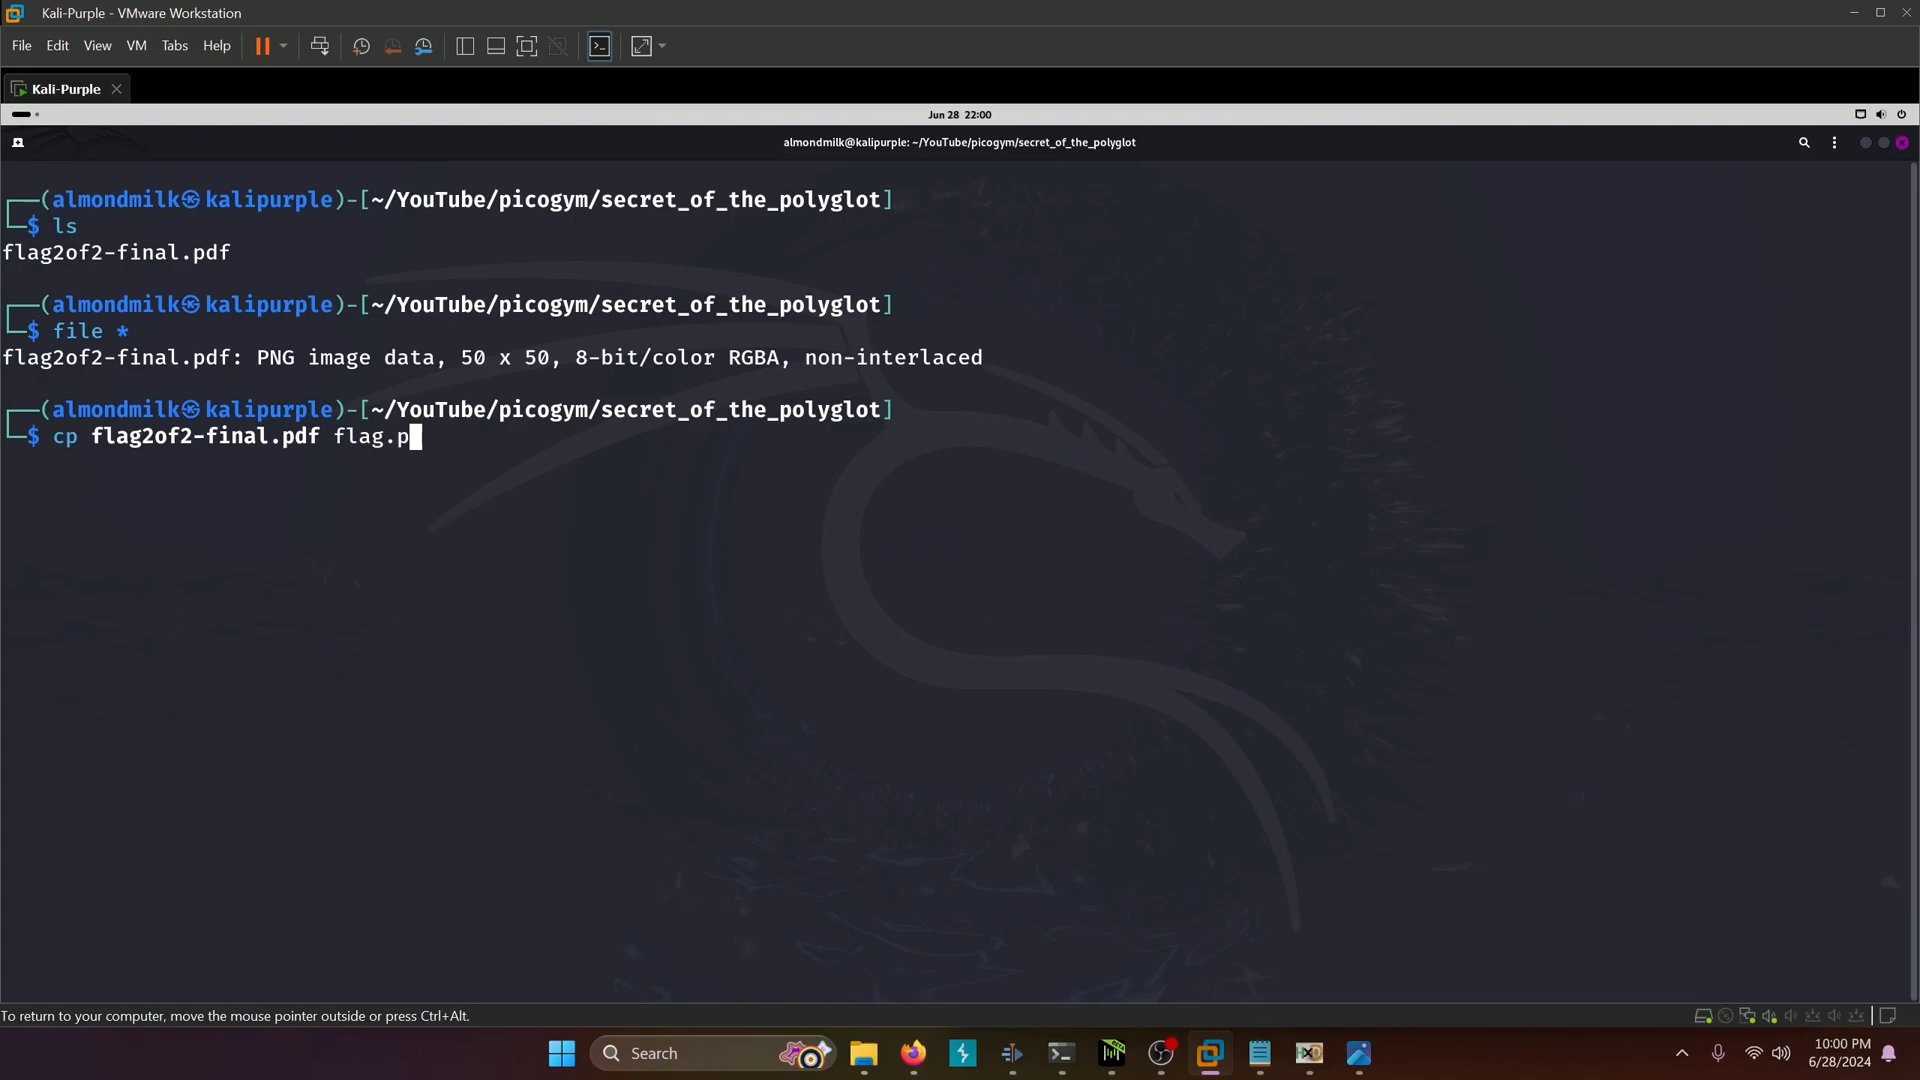 Kali-Purple - VMware Workstation
File Edit View VM Tabs Help
Kali-Purple
Jun 28 22:00
almondmilk@kalipurple: ~/YouTube/picogym/secret_of_the_polyglot
┌──(almondmilk㉿kalipurple)-[~/YouTube/picogym/secret_of_the_polyglot]
└─$ ls
flag2of2-final.pdf
┌──(almondmilk㉿kalipurple)-[~/YouTube/picogym/secret_of_the_polyglot]
└─$ file *
flag2of2-final.pdf: PNG image data, 50 x 50, 8-bit/color RGBA, non-interlaced
┌──(almondmilk㉿kalipurple)-[~/YouTube/picogym/secret_of_the_polyglot]
└─$ cp flag2of2-final.pdf flag.p
To return to your computer, move the mouse pointer outside or press Ctrl+Alt.
Search
10:00 PM
6/28/2024